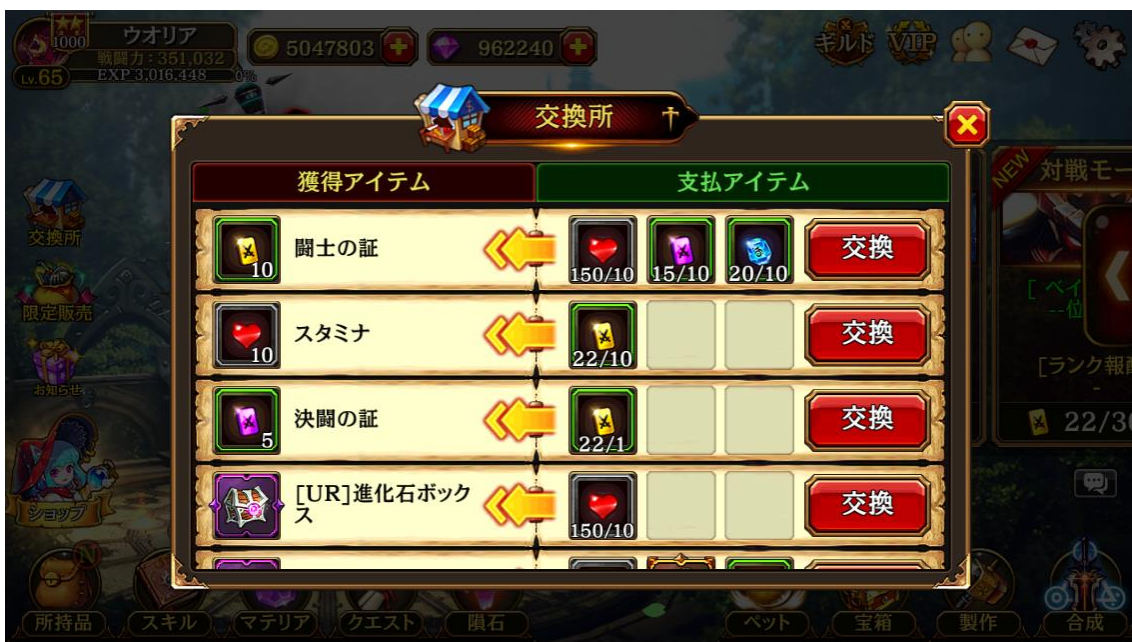 1000
ウオリア
戦闘力：351,032
Lv.65
EXP 3,016,448
0%
5047803
962240
ギルド
VIP
交換所
獲得アイテム
支払アイテム
NEW
対戦モー
10
闘士の証
150/10
15/10
20/10
交換
10
スタミナ
22/10
交換
5
決闘の証
22/1
交換
[UR]進化石ボック
ス
150/10
交換
交換所
限定販売
お知らせ
ショップ
[ ベイ
--位
[ランク報酬
-
22/30
所持品
スキル
マテリア
クエスト
隕石
ペット
宝箱
製作
合成